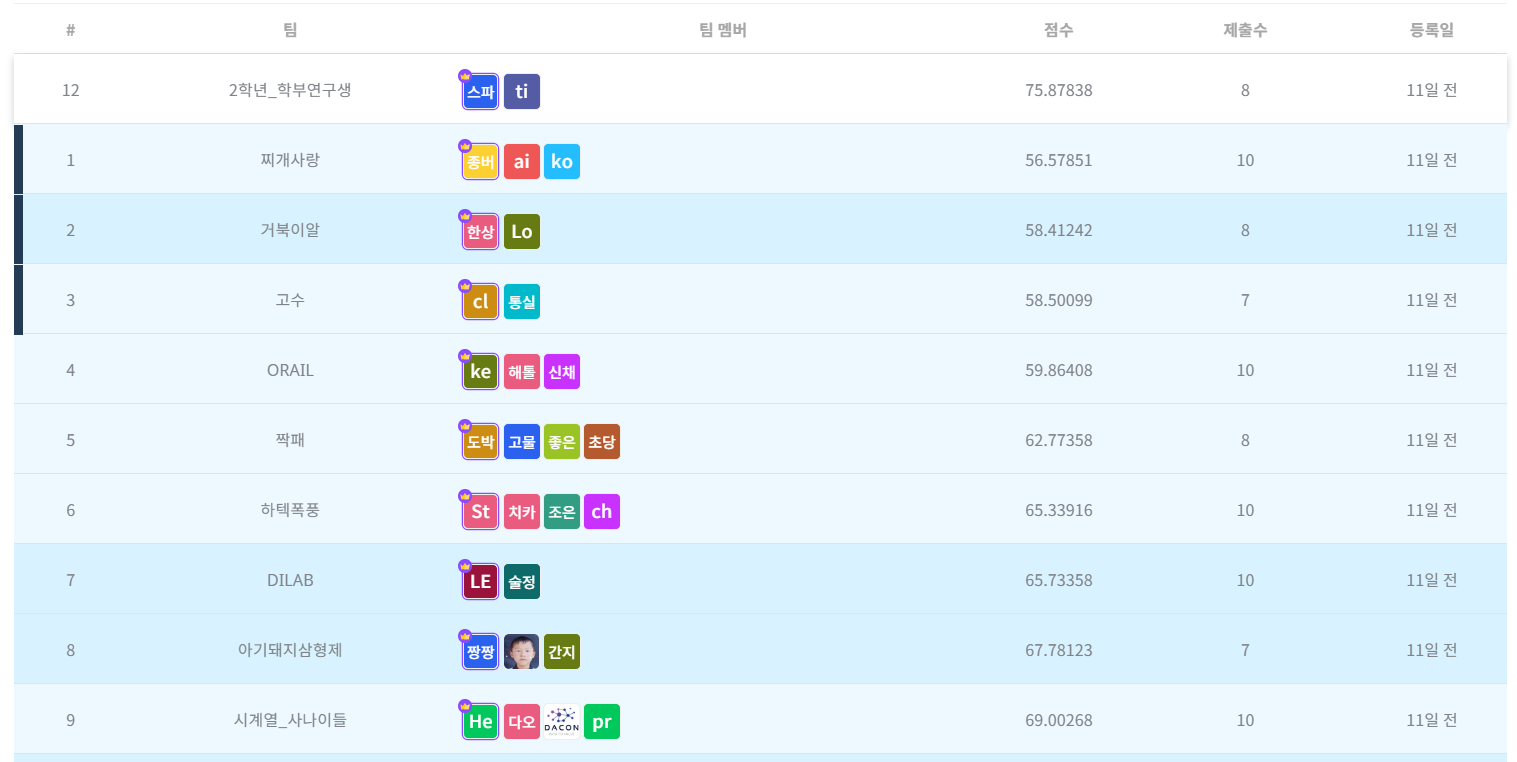 # 팀 팀 멤버 점수 제출수 등록일
12 2학년_학부연구생 스파 ti 75.87838 8 11일 전
1 찌개사랑 종버 ai ko 56.57851 10 11일 전
2 거북이알 한상 Lo 58.41242 8 11일 전
3 고수 cl 통실 58.50099 7 11일 전
4 ORAIL ke 해톨 신채 59.86408 10 11일 전
5 짝패 도박 고물 좋은 초당 62.77358 8 11일 전
6 하텍폭풍 St 치카 조은 ch 65.33916 10 11일 전
7 DILAB LE 술정 65.73358 10 11일 전
8 아기돼지삼형제 짱짱 간지 67.78123 7 11일 전
9 시계열_사나이들 He 다오 DACON pr 69.00268 10 11일 전